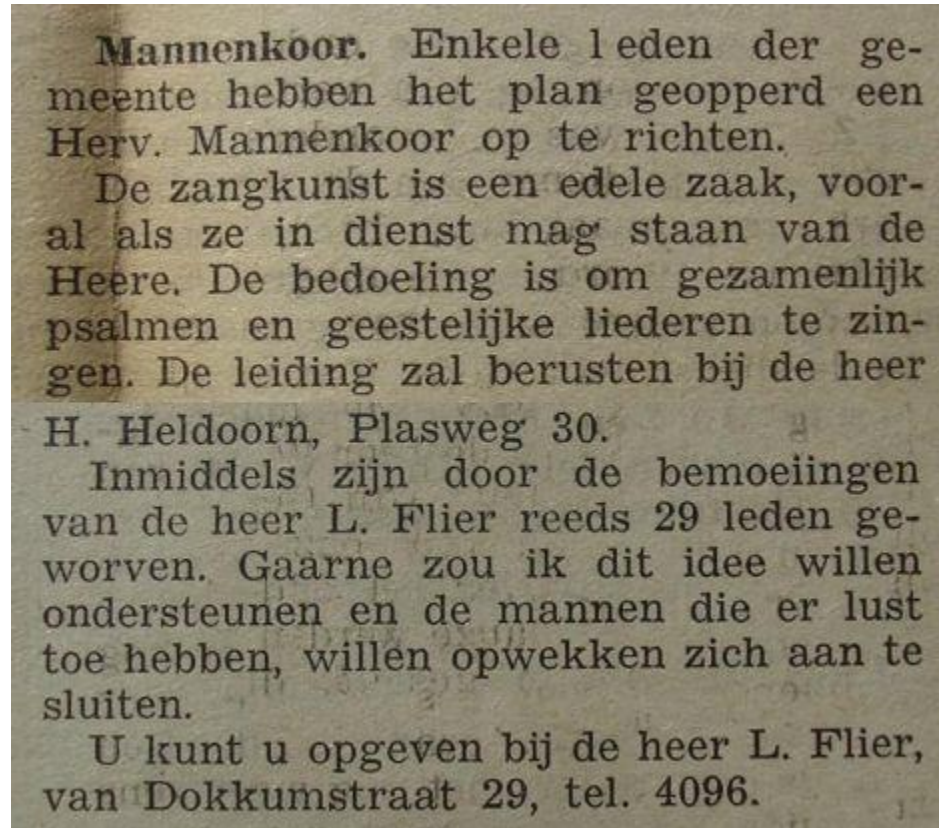 Mannenkoor. Enkele leden der ge-
meente hebben het plan geopperd een
Herv. Mannenkoor op te richten.
De zangkunst is een edele zaak, voor-
al als ze in dienst mag staan van de
Heere. De bedoeling is om gezamenlijk
psalmen en geestelijke liederen te zin-
gen. De leiding zal berusten bij de heer
H. Heldoorn, Plasweg 30.
Inmiddels zijn door de bemoeiingen
van de heer L. Flier reeds 29 leden ge-
worven. Gaarne zou ik dit idee willen
ondersteunen en de mannen die er lust
toe hebben, willen opwekken zich aan te
sluiten.
U kunt u opgeven bij de heer L. Flier,
van Dokkumstraat 29, tel. 4096.